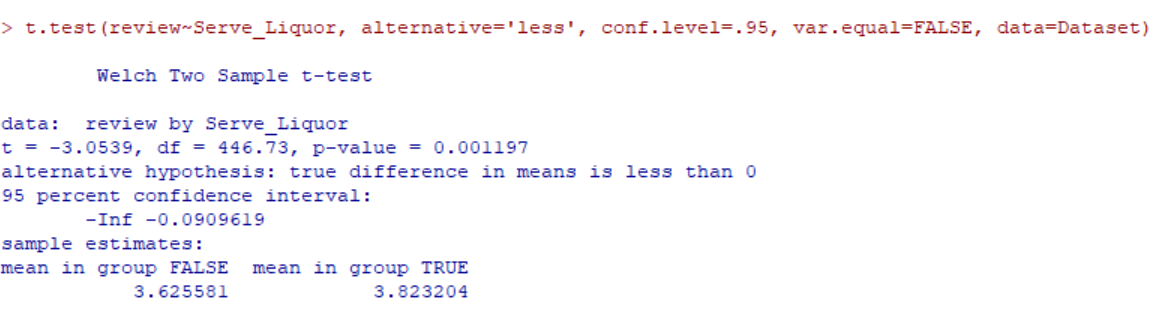 > t.test(review~Serve_Liquor, alternative='less', conf.level=.95, var.equal=FALSE, data=Dataset)
Welch Two Sample t-test
data:  review by Serve_Liquor
t = -3.0539, df = 446.73, p-value = 0.001197
alternative hypothesis: true difference in means is less than 0
95 percent confidence interval:
-Inf -0.0909619
sample estimates:
mean in group FALSE  mean in group TRUE
3.625581            3.823204